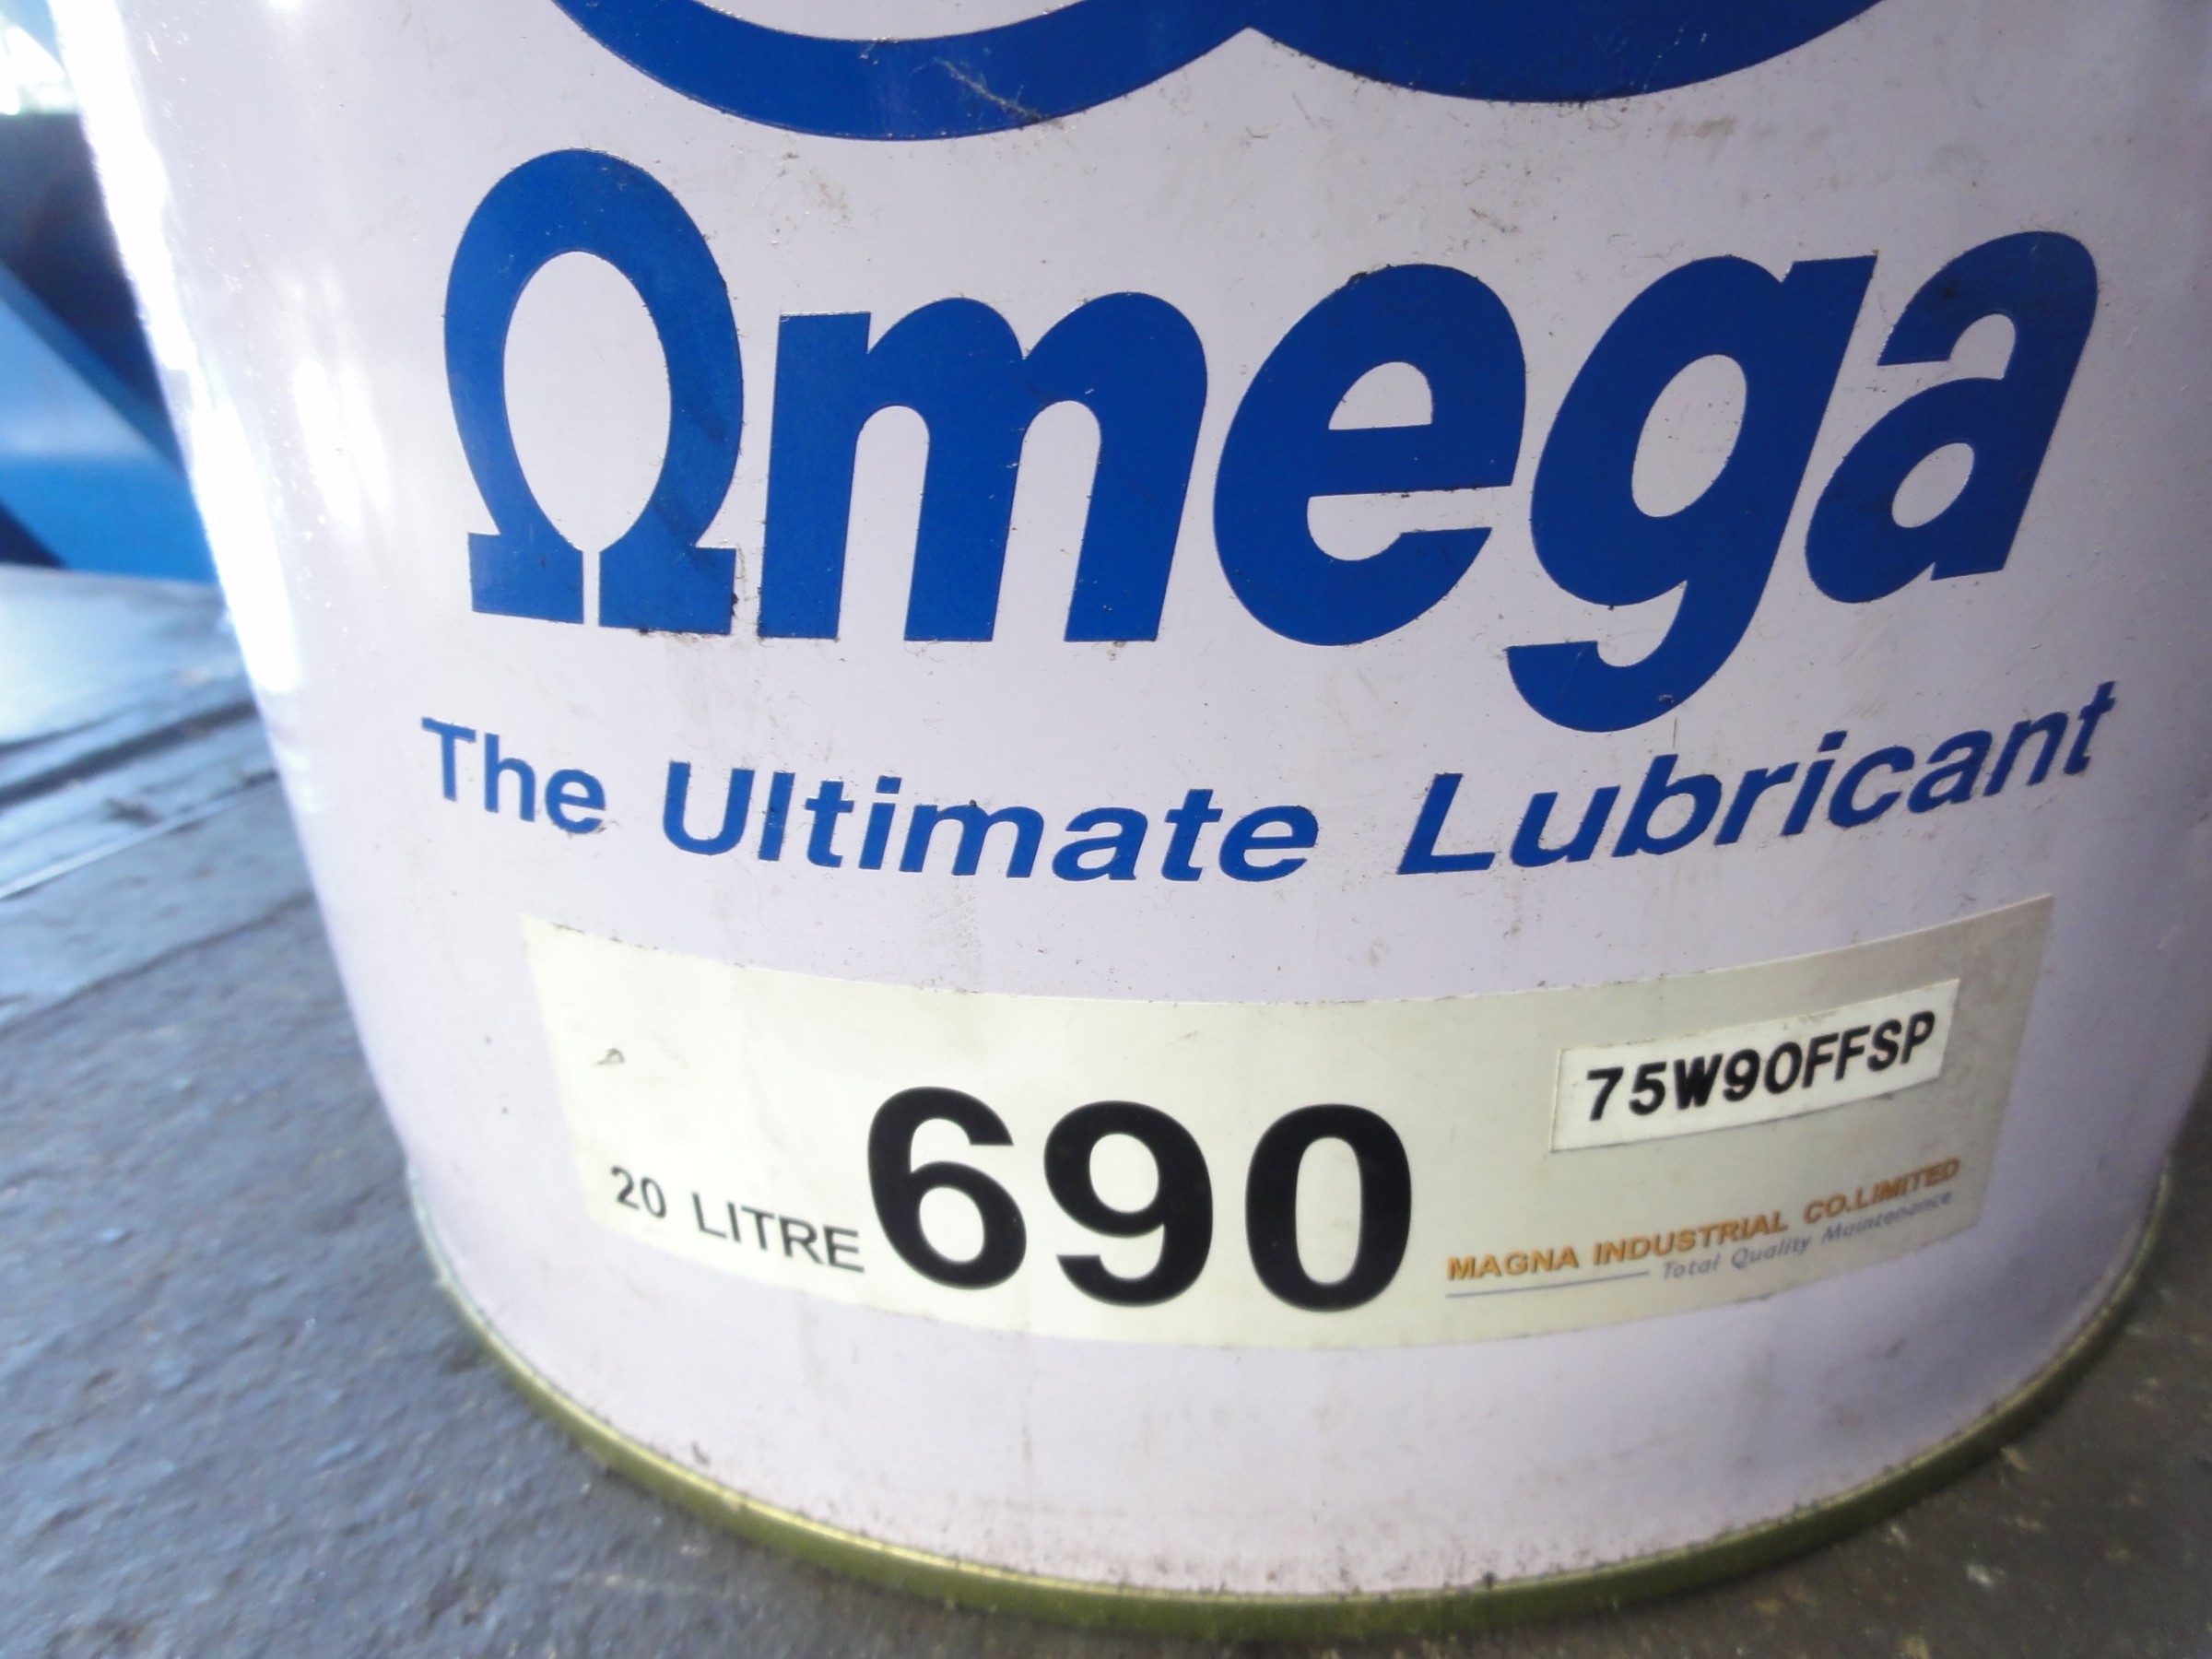 Ωmega
The Ultimate Lubricant
75W90FFSP
20 LITRE 690
MAGNA INDUSTRIAL CO.LIMITED
Total Quality Maintenance